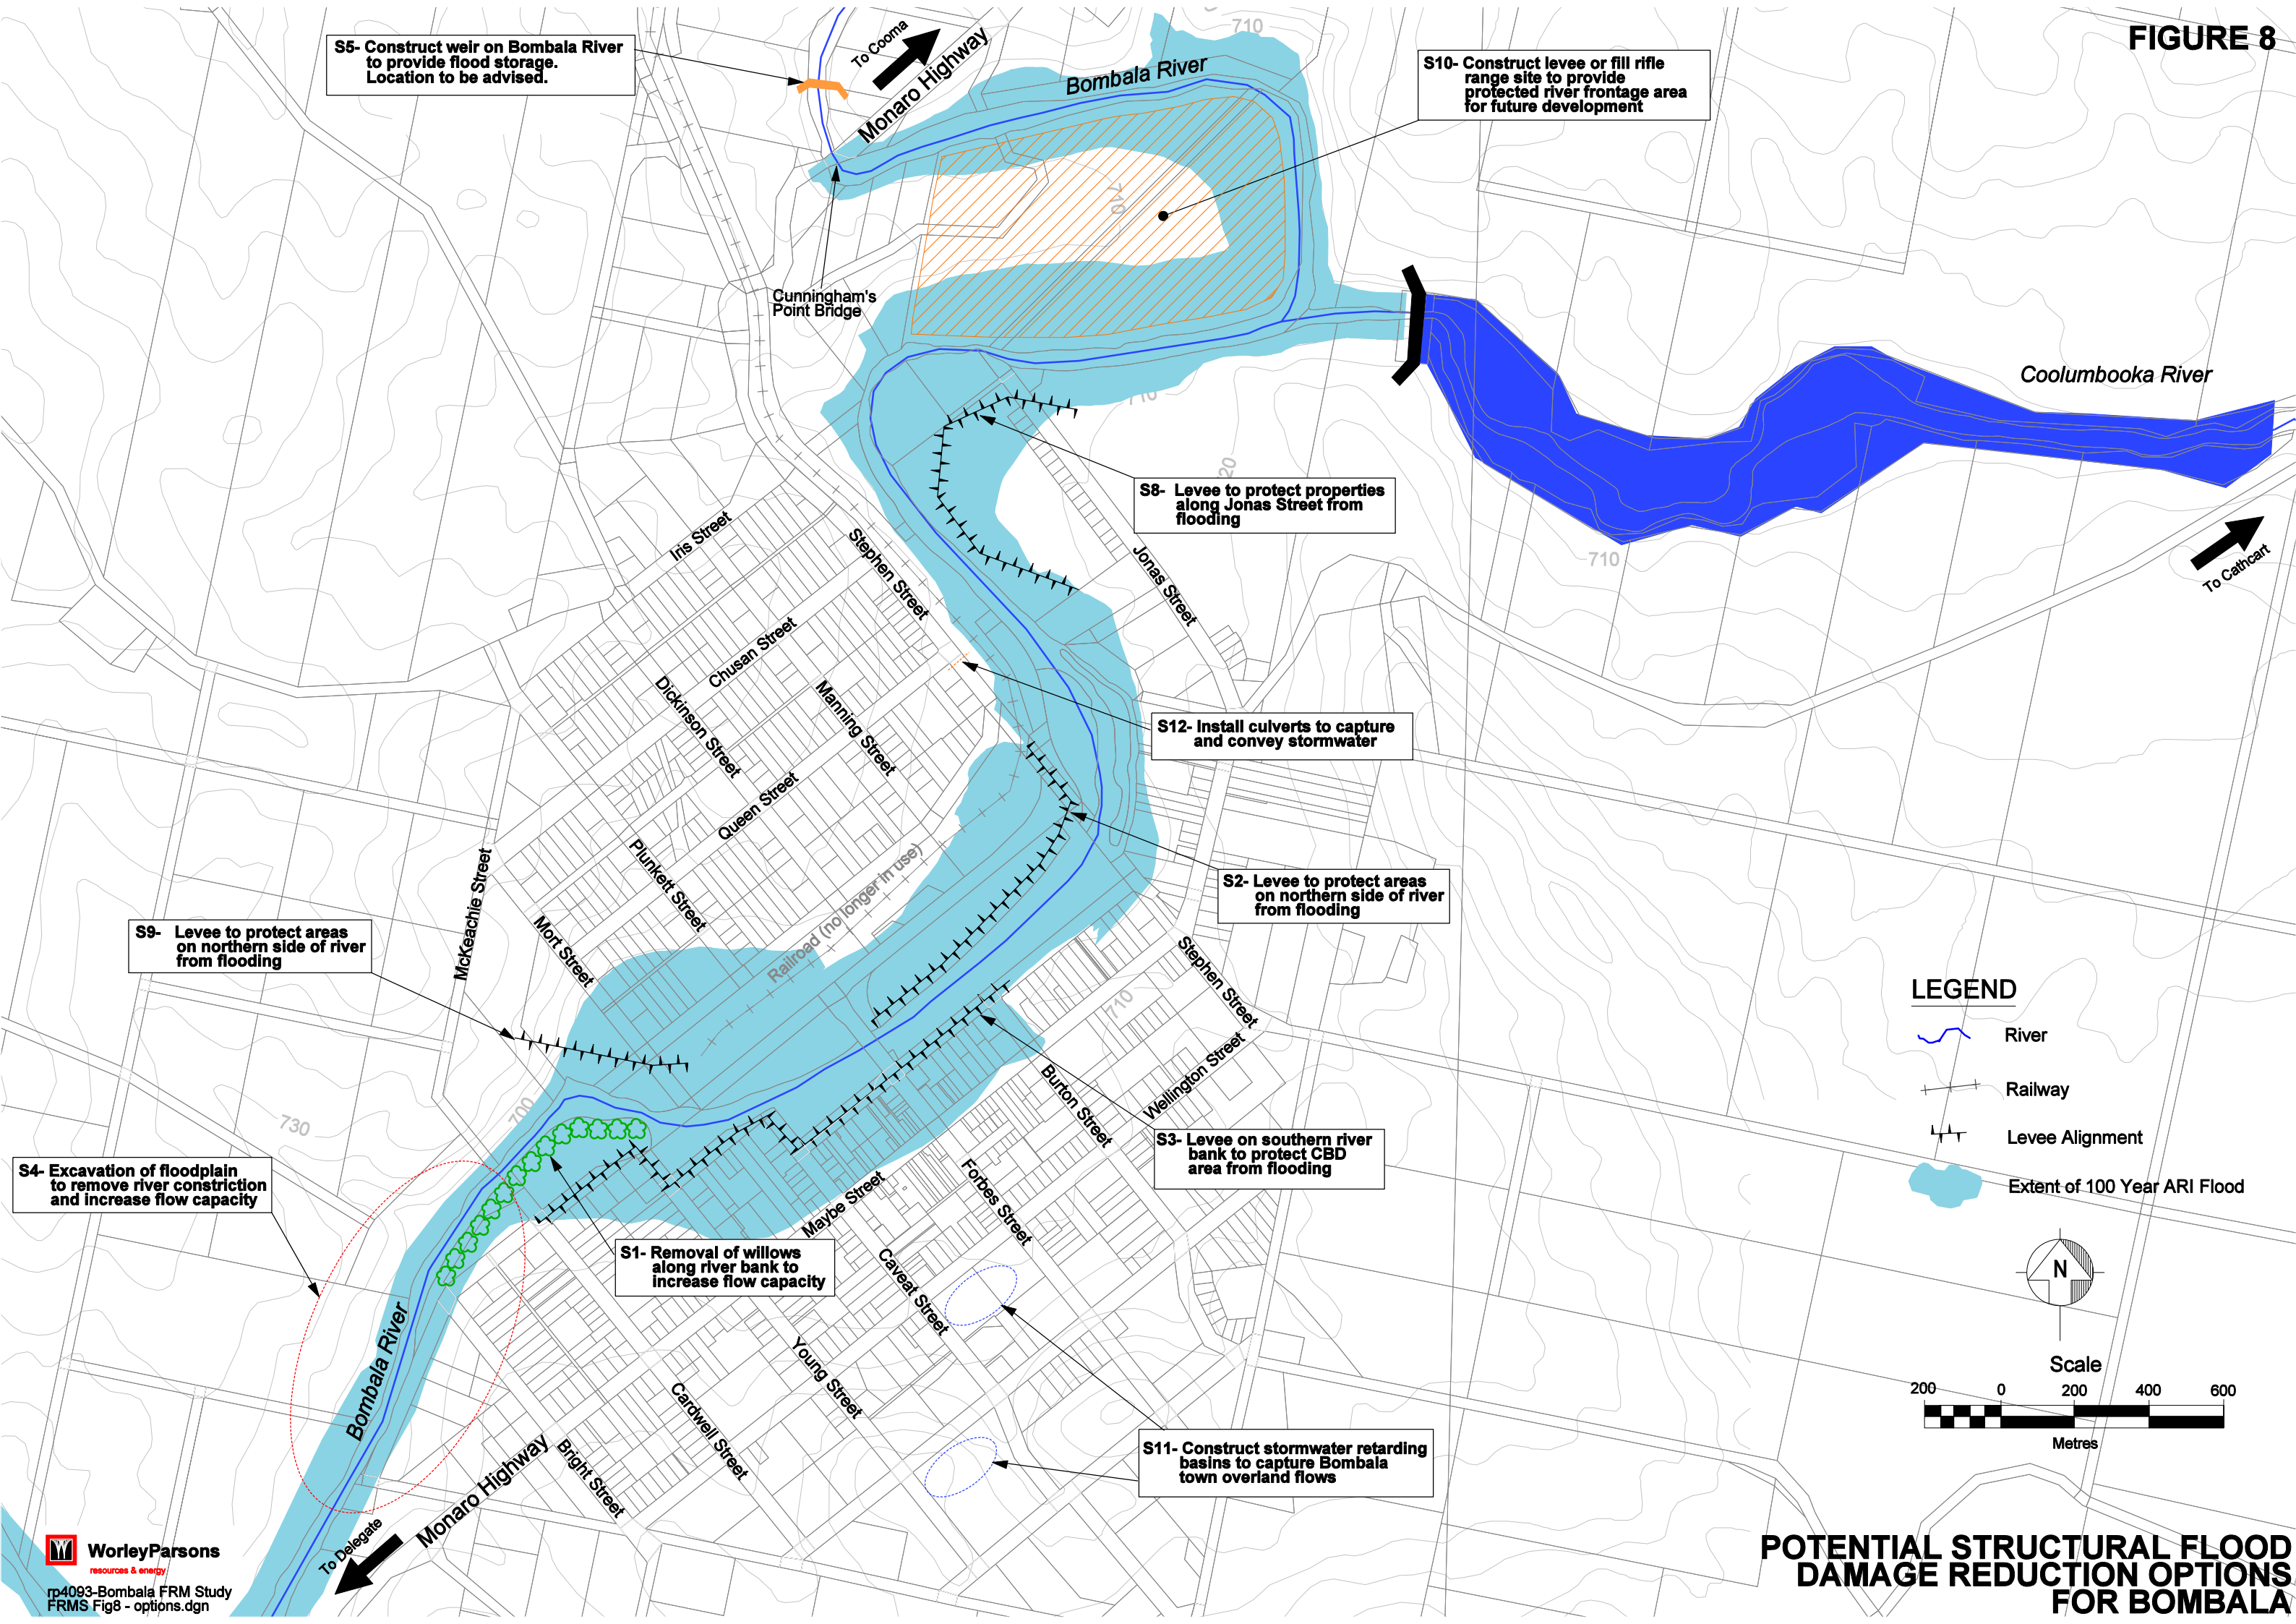 FIGURE 8
S5- Construct weir on Bombala River
to provide flood storage.
Location to be advised.
To Cooma
Monaro Highway
Bombala River
710
S10- Construct levee or fill rifle
range site to provide
protected river frontage area
for future development
710
Cunningham's
Point Bridge
Coolumbooka River
710
S8- Levee to protect properties
along Jonas Street from
flooding
20
710
To Cathcart
Iris Street
Stephen Street
Jonas Street
Chusan Street
Dickinson Street
Manning Street
S12- Install culverts to capture
and convey stormwater
Queen Street
Plunkett Street
McKeachie Street
Mort Street
Railroad (no longer in use)
S2- Levee to protect areas
on northern side of river
from flooding
S9- Levee to protect areas
on northern side of river
from flooding
Stephen Street
710
Wellington Street
Burton Street
LEGEND
River
Railway
Levee Alignment
Extent of 100 Year ARI Flood
700
730
S3- Levee on southern river
bank to protect CBD
area from flooding
S4- Excavation of floodplain
to remove river constriction
and increase flow capacity
Maybe Street
Forbes Street
S1- Removal of willows
along river bank to
increase flow capacity
Caveat Street
N
Bombala River
Young Street
Cardwell Street
Scale
200 0 200 400 600
Metres
S11- Construct stormwater retarding
basins to capture Bombala
town overland flows
Monaro Highway
Bright Street
To Delegate
WorleyParsons
resources & energy
rp4093-Bombala FRM Study
FRMS Fig8 - options.dgn
POTENTIAL STRUCTURAL FLOOD
DAMAGE REDUCTION OPTIONS
FOR BOMBALA